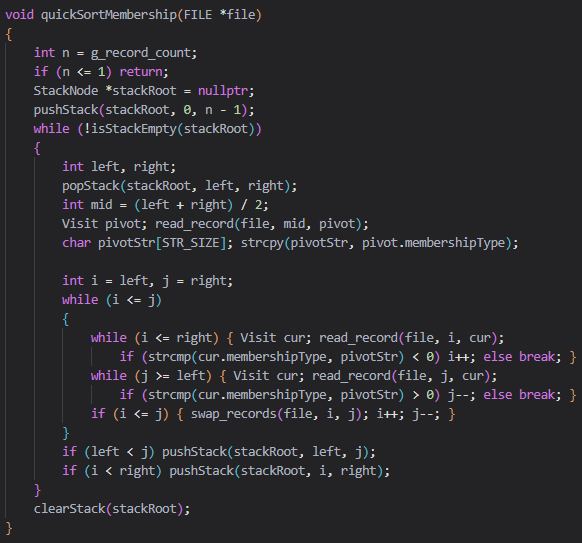 void quickSortMembership(FILE *file)
{
    int n = g_record_count;
    if (n <= 1) return;
    StackNode *stackRoot = nullptr;
    pushStack(stackRoot, 0, n - 1);
    while (!isStackEmpty(stackRoot))
    {
        int left, right;
        popStack(stackRoot, left, right);
        int mid = (left + right) / 2;
        Visit pivot; read_record(file, mid, pivot);
        char pivotStr[STR_SIZE]; strcpy(pivotStr, pivot.membershipType);

        int i = left, j = right;
        while (i <= j)
        {
            while (i <= right) { Visit cur; read_record(file, i, cur);
                if (strcmp(cur.membershipType, pivotStr) < 0) i++; else break; }
            while (j >= left) { Visit cur; read_record(file, j, cur);
                if (strcmp(cur.membershipType, pivotStr) > 0) j--; else break; }
            if (i <= j) { swap_records(file, i, j); i++; j--; }
        }
        if (left < j) pushStack(stackRoot, left, j);
        if (i < right) pushStack(stackRoot, i, right);
    }
    clearStack(stackRoot);
}